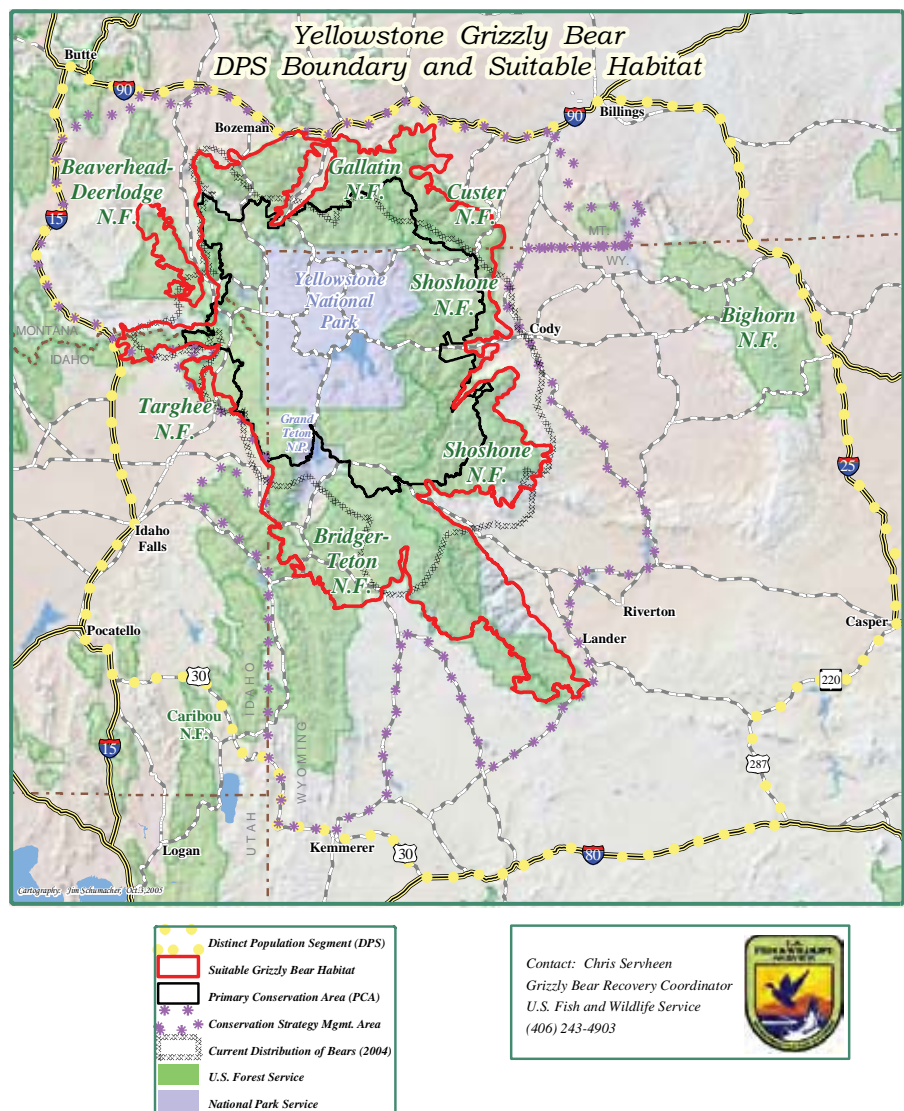 Yellowstone Grizzly Bear
DPS Boundary and Suitable Habitat
Butte
90
Bozeman
90
Billings
Beaverhead-
Deerlodge
N.F.
Gallatin
N.F.
Custer
N.F.
15
MT.
WY.
Yellowstone
National
Park
Shoshone
N.F.
Bighorn
N.F.
MONTANA
IDAHO
Cody
Targhee
N.F.
Grand
Teton
N.P.
Shoshone
N.F.
25
Idaho
Falls
Bridger-
Teton
N.F.
Riverton
Casper
Pocatello
Lander
30
220
IDAHO
WYOMING
Caribou
N.F.
15
287
UTAH
Logan
Kemmerer
30
80
Cartography: Jim Schumacher, Oct.3,2005
Distinct Population Segment (DPS)
Suitable Grizzly Bear Habitat
Primary Conservation Area (PCA)
Conservation Strategy Mgmt. Area
Current Distribution of Bears (2004)
U.S. Forest Service
National Park Service
Contact: Chris Servheen
Grizzly Bear Recovery Coordinator
U.S. Fish and Wildlife Service
(406) 243-4903
U.S.
FISH & WILDLIFE
SERVICE